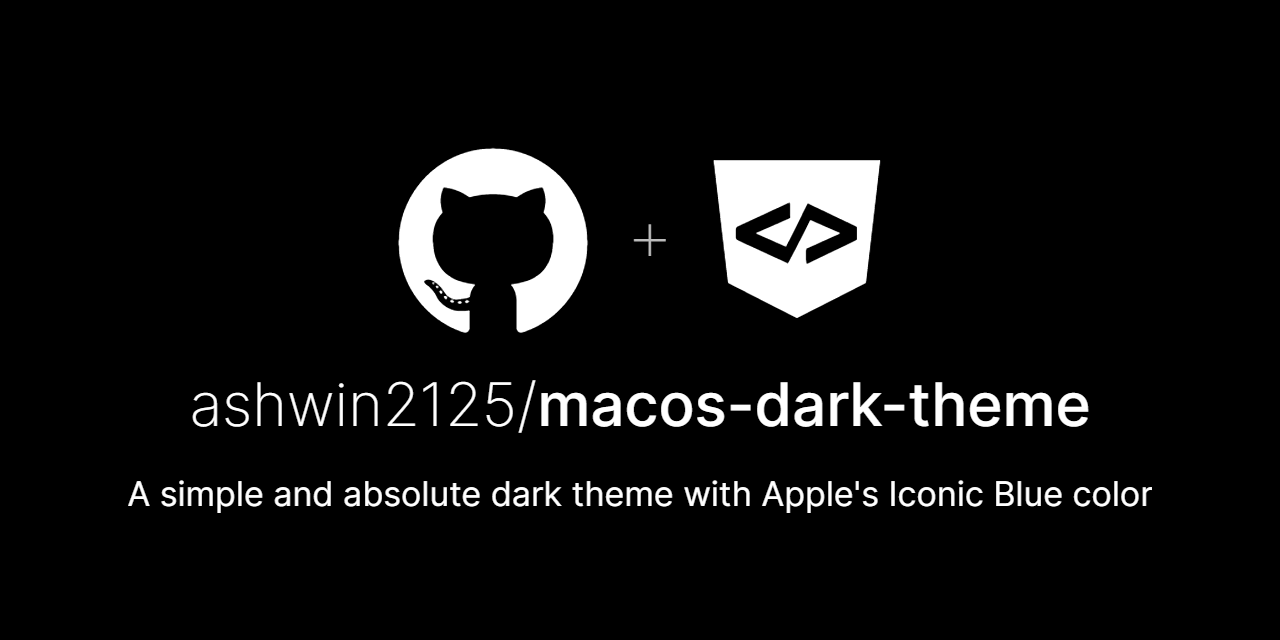 ashwin2125/macos-dark-theme
A simple and absolute dark theme with Apple's Iconic Blue color